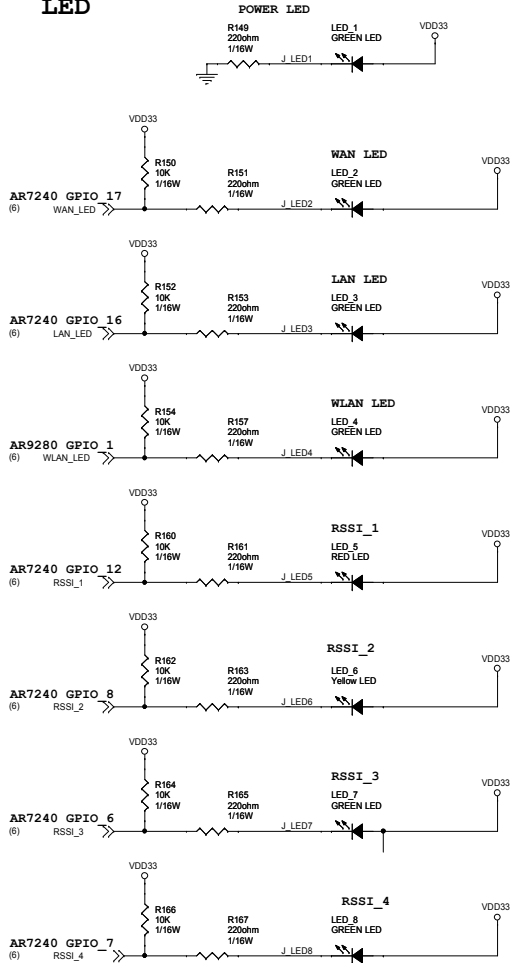 LED
POWER LED
R149
220ohm
1/16W
J_LED1
LED_1
GREEN LED
VDD33
VDD33
R150
10K
1/16W
AR7240 GPIO_17
(6) WAN_LED
R151
220ohm
1/16W
J_LED2
WAN LED
LED_2
GREEN LED
VDD33
VDD33
R152
10K
1/16W
AR7240 GPIO_16
(6) LAN_LED
R153
220ohm
1/16W
J_LED3
LAN LED
LED_3
GREEN LED
VDD33
VDD33
R154
10K
1/16W
AR9280 GPIO_1
(6) WLAN_LED
R157
220ohm
1/16W
J_LED4
WLAN LED
LED_4
GREEN LED
VDD33
VDD33
R160
10K
1/16W
AR7240 GPIO_12
(6) RSSI_1
R161
220ohm
1/16W
J_LED5
RSSI_1
LED_5
RED LED
VDD33
VDD33
R162
10K
1/16W
AR7240 GPIO_8
(6) RSSI_2
R163
220ohm
1/16W
J_LED6
RSSI_2
LED_6
Yellow LED
VDD33
VDD33
R164
10K
1/16W
AR7240 GPIO_6
(6) RSSI_3
R165
220ohm
1/16W
J_LED7
RSSI_3
LED_7
GREEN LED
VDD33
VDD33
R166
10K
1/16W
AR7240 GPIO_7
(6) RSSI_4
R167
220ohm
1/16W
J_LED8
RSSI_4
LED_8
GREEN LED
VDD33